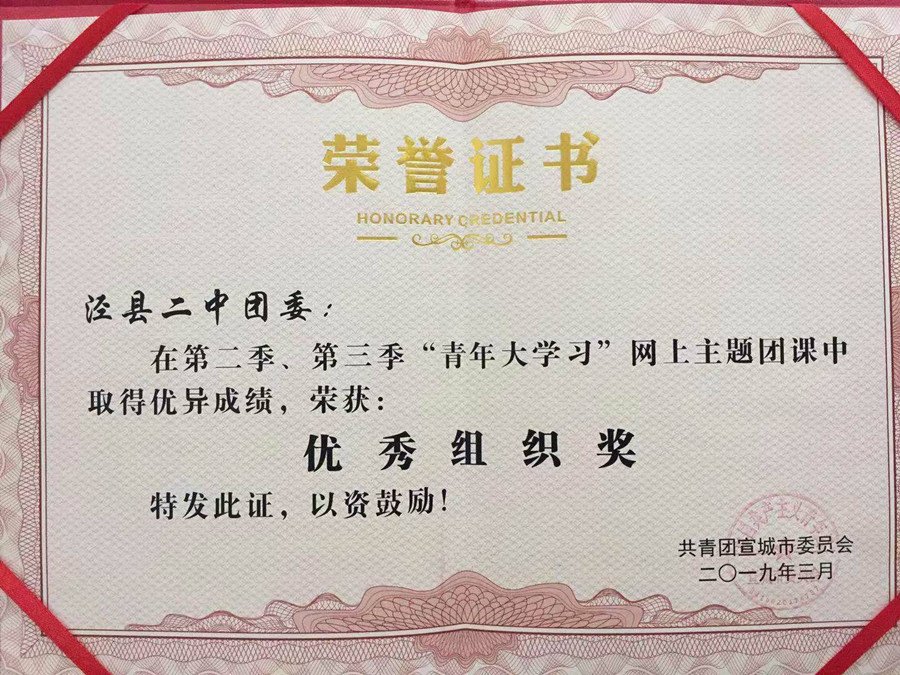 荣誉证书
HONORARY CREDENTIAL
泾县二中团委：
在第二季、第三季“青年大学习”网上主题团课中
取得优异成绩，荣获：
优秀组织奖
特发此证，以资鼓励！
共青团宣城市委员会
二〇一九年三月